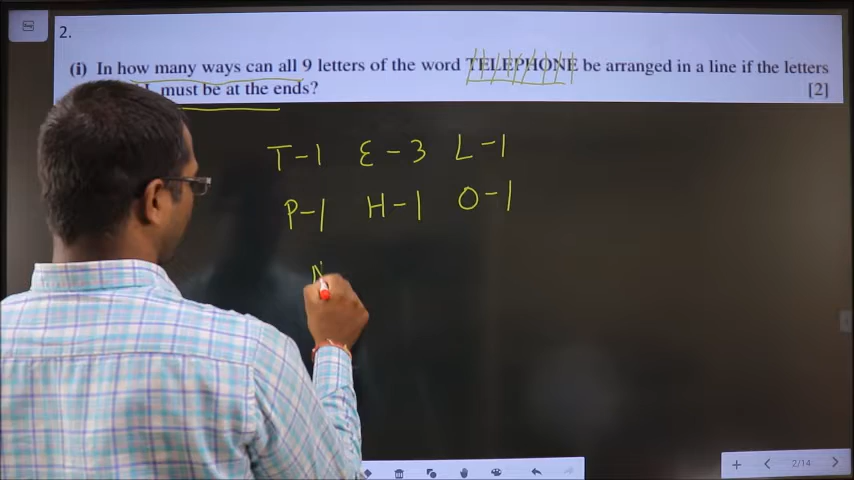 2.
(i) In how many ways can all 9 letters of the word TELEPHONE be arranged in a line if the letters
must be at the ends? [2]
T-1 E-3 L-1
P-1 H-1 O-1
N
2/14